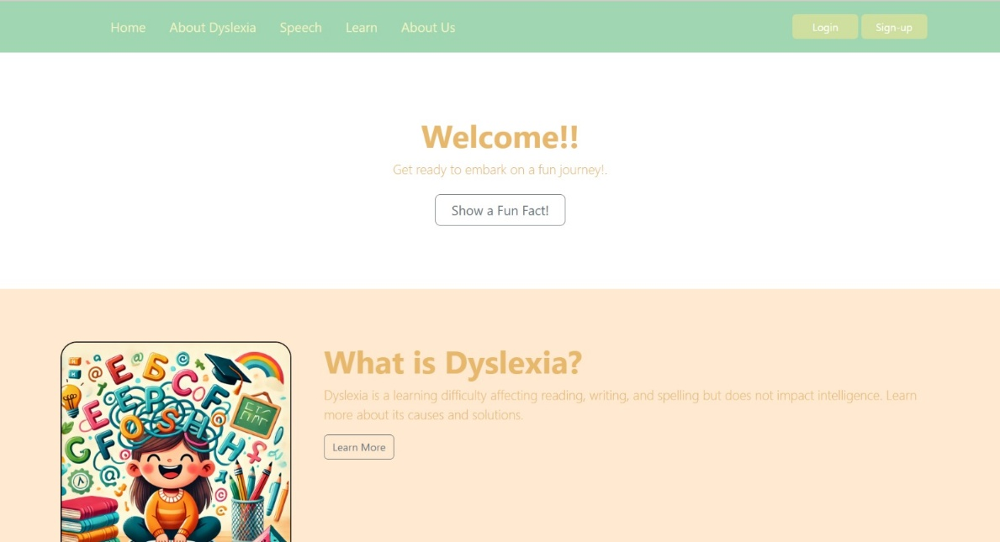 Home About Dyslexia Speech Learn About Us Login Sign-up
Welcome!!
Get ready to embark on a fun journey!.
Show a Fun Fact!
What is Dyslexia?
Dyslexia is a learning difficulty affecting reading, writing, and spelling but does not impact intelligence. Learn
more about its causes and solutions.
Learn More